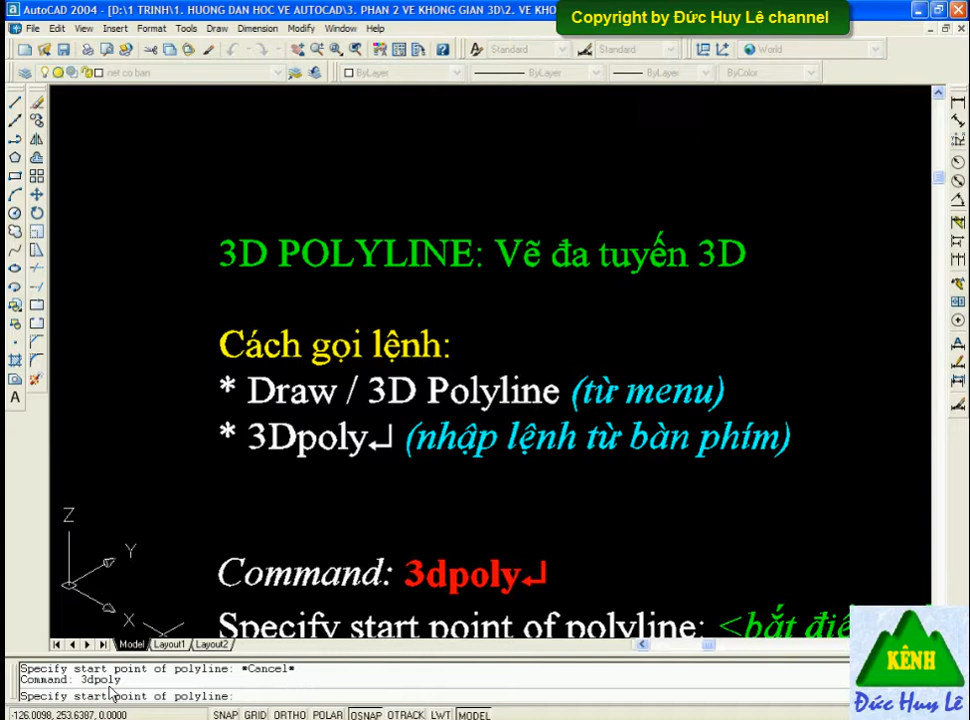 AutoCAD 2004 - [D:\1 TRINH\1. HUONG DAN HOC VE AUTOCAD\3. PHAN 2 VE KHONG GIAN 3D\2. VE KHO
Copyright by Đức Huy Lê channel
File Edit View Insert Format Tools Draw Dimension Modify Window Help
Standard Standard World
net co ban ByLayer ByLayer ByLayer ByColor
3D POLYLINE: Vẽ đa tuyến 3D
Cách gọi lệnh:
* Draw / 3D Polyline (từ menu)
* 3Dpoly↵ (nhập lệnh từ bàn phím)
Z
Y
X
Command: 3dpoly↵
Specify start point of polyline: <bắt điể
Model Layout1 Layout2
Specify start point of polyline: *Cancel*
Command: 3dpoly
Specify start point of polyline:
-126.0098, 253.6387, 0.0000 SNAP GRID ORTHO POLAR OSNAP OTRACK LWT MODEL
KÊNH
Đức Huy Lê